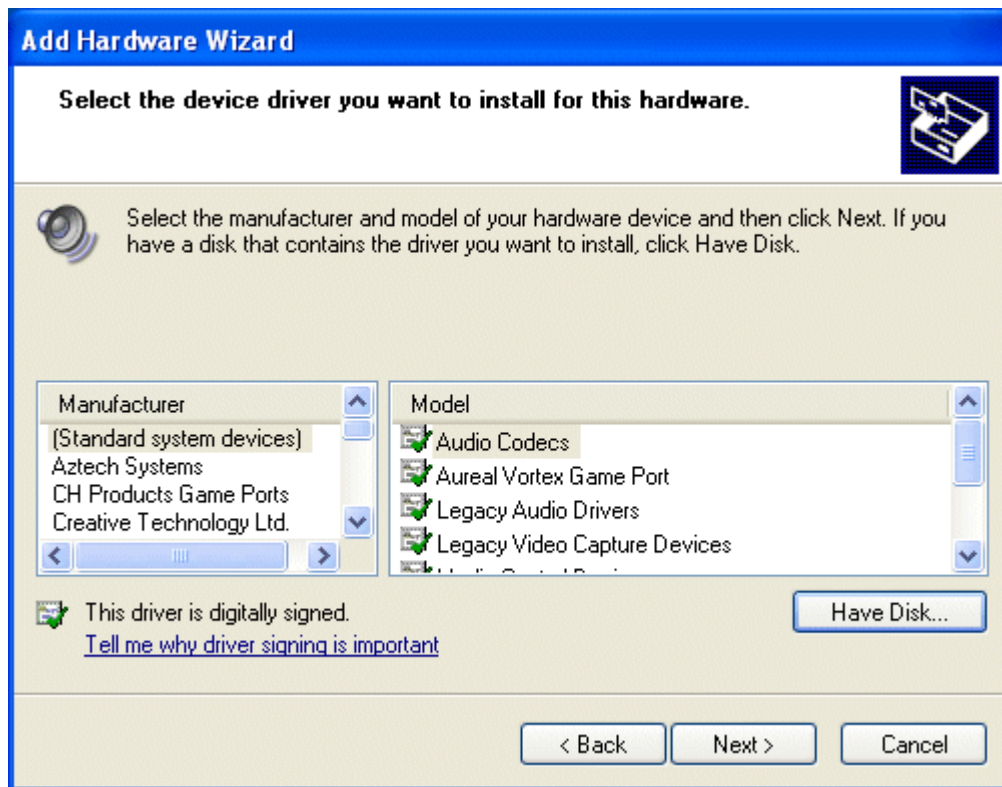 Add Hardware Wizard
Select the device driver you want to install for this hardware.
Select the manufacturer and model of your hardware device and then click Next. If you
have a disk that contains the driver you want to install, click Have Disk.
Manufacturer
(Standard system devices)
Aztech Systems
CH Products Game Ports
Creative Technology Ltd.
Model
Audio Codecs
Aureal Vortex Game Port
Legacy Audio Drivers
Legacy Video Capture Devices
This driver is digitally signed.
Tell me why driver signing is important
Have Disk...
< Back
Next >
Cancel